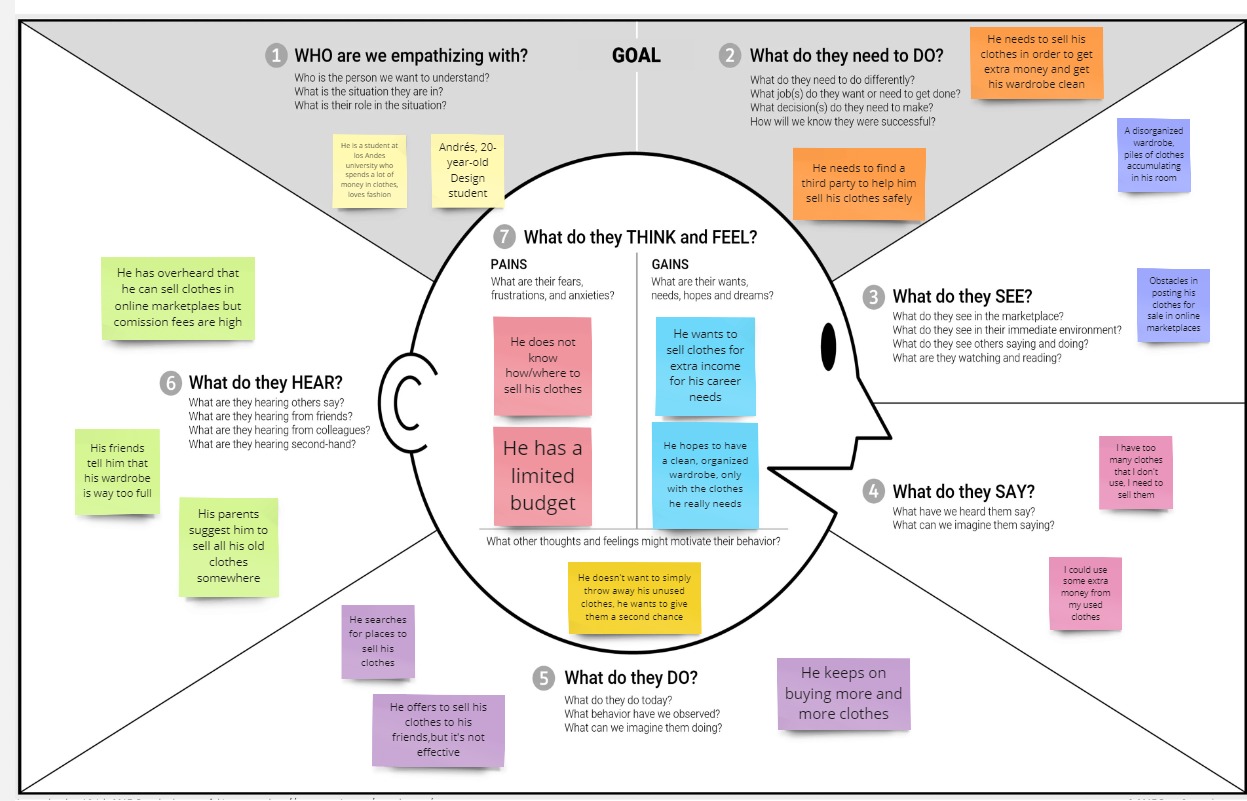 1 WHO are we empathizing with?
Who is the person we want to understand?
What is the situation they are in?
What is their role in the situation?
He is a student at
los Andes
university who
spends a lot of
money in clothes,
loves fashion
Andrés, 20-
year-old
Design
student
GOAL
2 What do they need to DO?
What do they need to do differently?
What job(s) do they want or need to get done?
What decision(s) do they need to make?
How will we know they were successful?
He needs to sell his
clothes in order to get
extra money and get
his wardrobe clean
He needs to find a
third party to help him
sell his clothes safely
A disorganized
wardrobe,
piles of clothes
accumulating
in his room
3 What do they SEE?
What do they see in the marketplace?
What do they see in their immediate environment?
What do they see others saying and doing?
What are they watching and reading?
Obstacles in
posting his
clothes for
sale in online
marketplaces
4 What do they SAY?
What have we heard them say?
What can we imagine them saying?
I have too
many clothes
that I don't
use, I need to
sell them
I could use
some extra
money from
my used
clothes
5 What do they DO?
What do they do today?
What behavior have we observed?
What can we imagine them doing?
He searches
for places to
sell his
clothes
He offers to sell his
clothes to his
friends,but it's not
effective
He keeps on
buying more and
more clothes
6 What do they HEAR?
What are they hearing others say?
What are they hearing from friends?
What are they hearing from colleagues?
What are they hearing second-hand?
He has overheard that
he can sell clothes in
online marketplaes but
comission fees are high
His friends
tell him that
his wardrobe
is way too full
His parents
suggest him to
sell all his old
clothes
somewhere
7 What do they THINK and FEEL?
PAINS
What are their fears,
frustrations, and anxieties?
He does not
know
how/where to
sell his clothes
He has a
limited
budget
GAINS
What are their wants,
needs, hopes and dreams?
He wants to
sell clothes for
extra income
for his career
needs
He hopes to have
a clean, organized
wardrobe, only
with the clothes
he really needs
What other thoughts and feelings might motivate their behavior?
He doesn't want to simply
throw away his unused
clothes, he wants to give
them a second chance